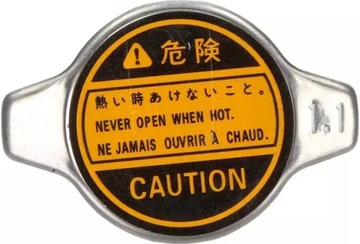 危険
熱い時あけないこと。
NEVER OPEN WHEN HOT.
NE JAMAIS OUVRIR À CHAUD.
CAUTION
1.1